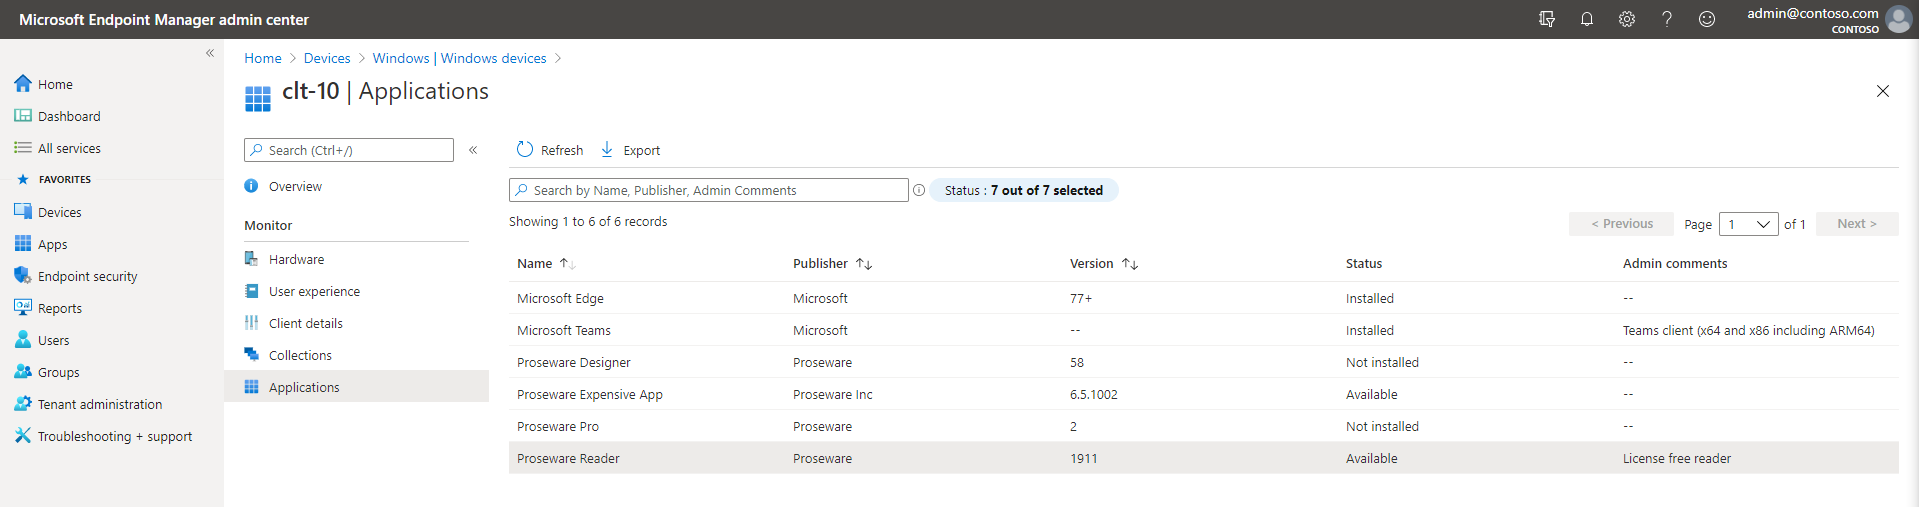 Microsoft Endpoint Manager admin center
admin@contoso.com
CONTOSO
Home
Dashboard
All services
FAVORITES
Devices
Apps
Endpoint security
Reports
Users
Groups
Tenant administration
Troubleshooting + support
Home > Devices > Windows | Windows devices >
clt-10 | Applications
Search (Ctrl+/)
Overview
Monitor
Hardware
User experience
Client details
Collections
Applications
Refresh Export
Search by Name, Publisher, Admin Comments Status : 7 out of 7 selected
Showing 1 to 6 of 6 records
< Previous Page 1 of 1 Next >
Name Publisher Version Status Admin comments
Microsoft Edge Microsoft 77+ Installed --
Microsoft Teams Microsoft -- Installed Teams client (x64 and x86 including ARM64)
Proseware Designer Proseware 58 Not installed --
Proseware Expensive App Proseware Inc 6.5.1002 Available --
Proseware Pro Proseware 2 Not installed --
Proseware Reader Proseware 1911 Available License free reader